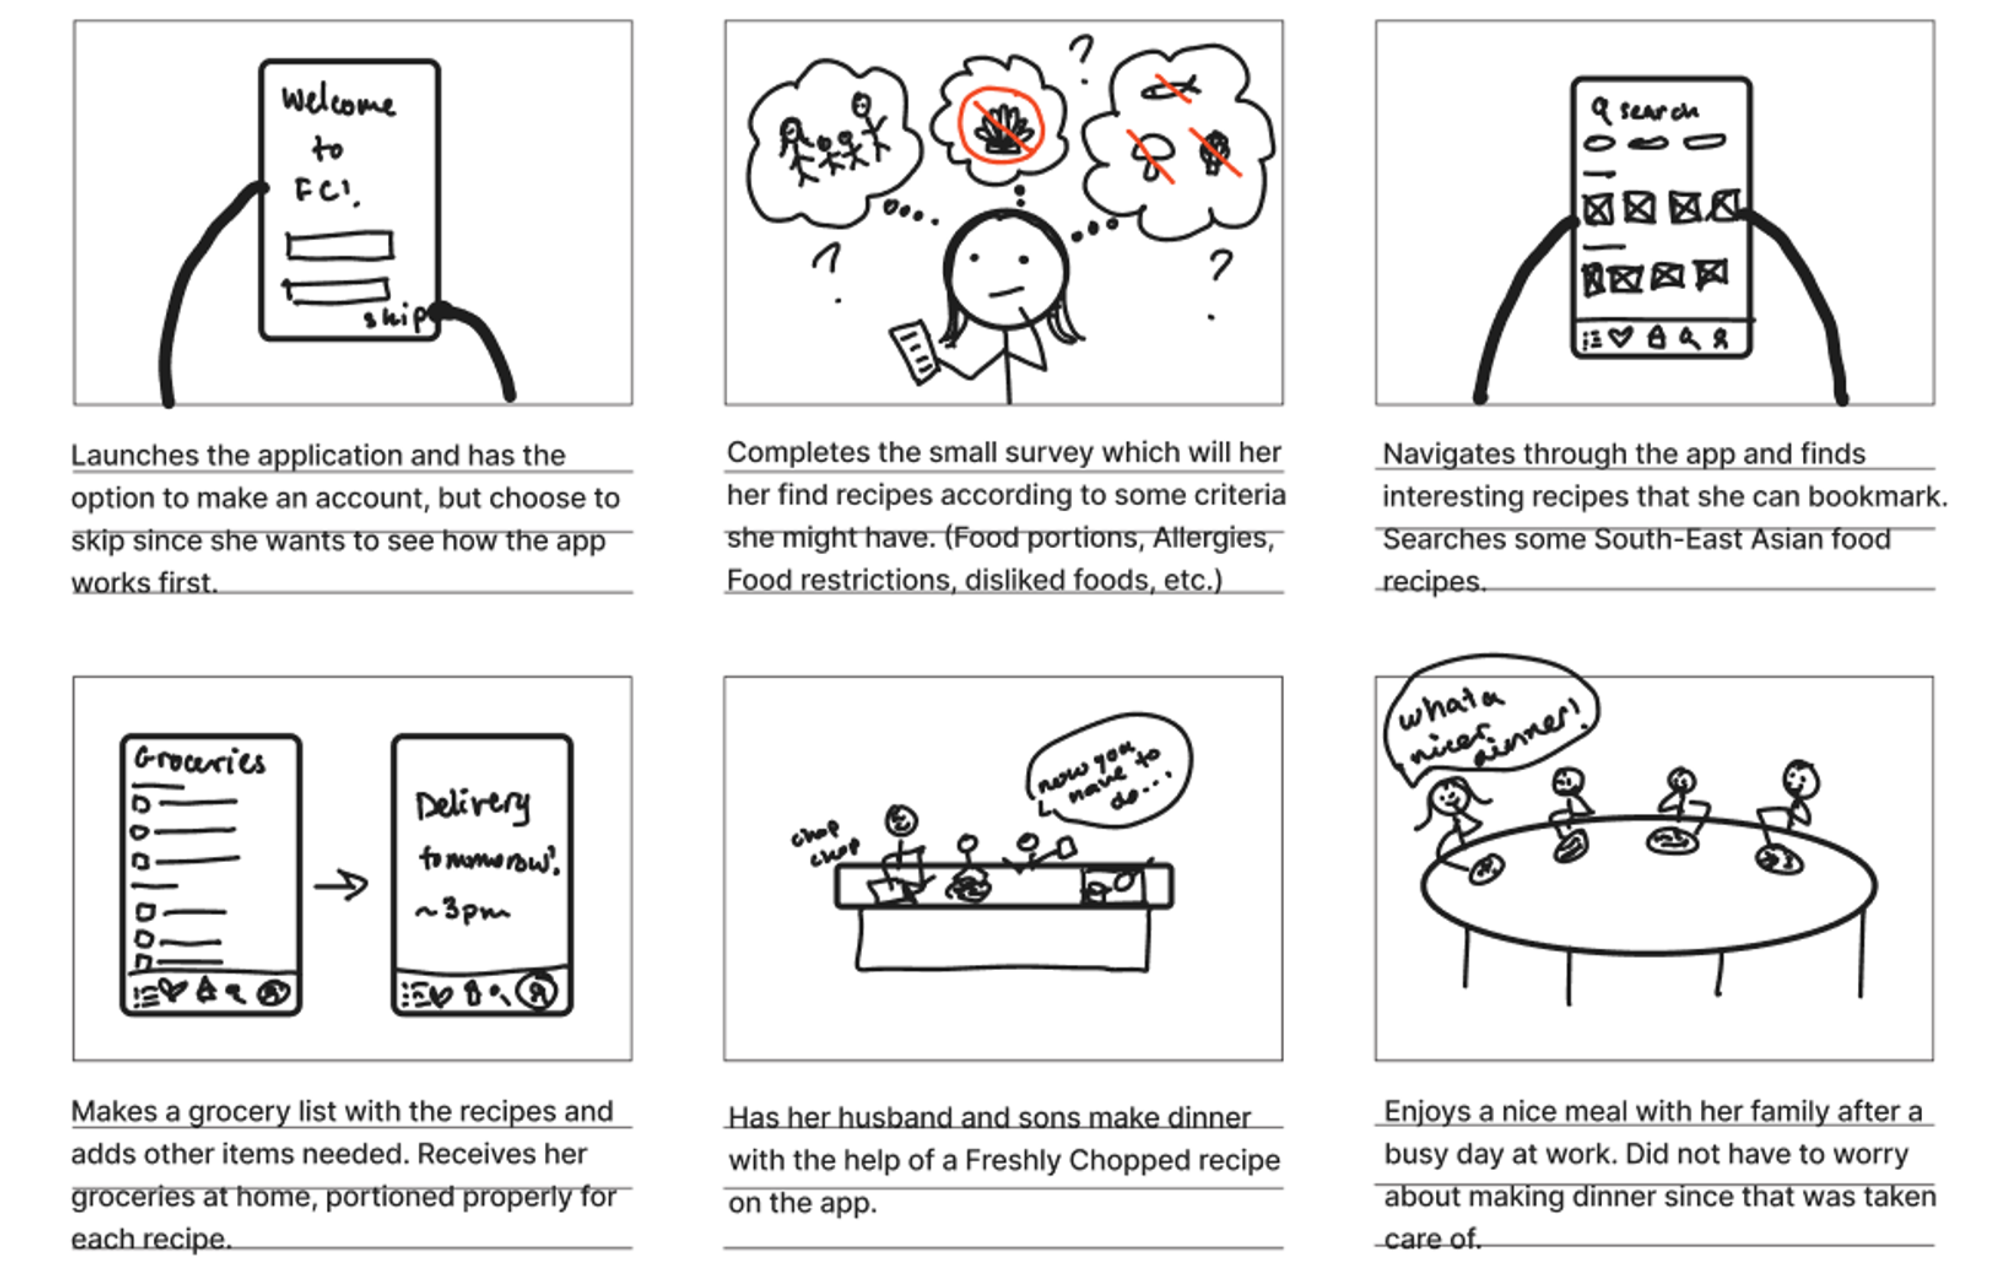 Welcome
to
FC!
skip
Launches the application and has the
option to make an account, but choose to
skip since she wants to see how the app
works first.
?
?
?
Completes the small survey which will her
her find recipes according to some criteria
she might have. (Food portions, Allergies,
Food restrictions, disliked foods, etc.)
search
Navigates through the app and finds
interesting recipes that she can bookmark.
Searches some South-East Asian food
recipes.
Groceries
Delivery
tommorow!
~3pm
Makes a grocery list with the recipes and
adds other items needed. Receives her
groceries at home, portioned properly for
each recipe.
chop
chop
now you
have to
do...
Has her husband and sons make dinner
with the help of a Freshly Chopped recipe
on the app.
what a
nicer
dinner!
Enjoys a nice meal with her family after a
busy day at work. Did not have to worry
about making dinner since that was taken
care of.